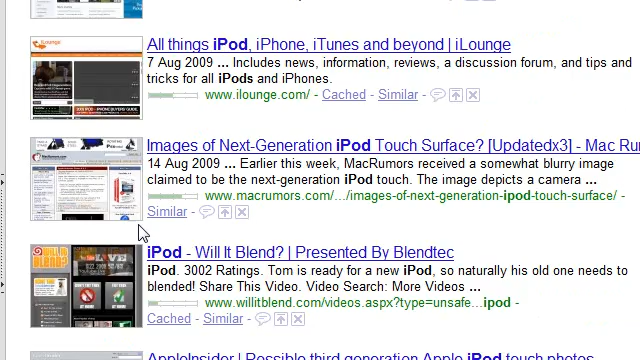 All things iPod, iPhone, iTunes and beyond | iLounge
7 Aug 2009 ... Includes news, information, reviews, a discussion forum, and tips and
tricks for all iPods and iPhones.
www.ilounge.com/ - Cached - Similar -
Images of Next-Generation iPod Touch Surface? [Updatedx3] - Mac Ru
14 Aug 2009 ... Earlier this week, MacRumors received a somewhat blurry image
claimed to be the next-generation iPod touch. The image depicts a camera ...
www.macrumors.com/.../images-of-next-generation-ipod-touch-surface/ -
Similar -
iPod - Will It Blend? | Presented By Blendtec
iPod. 3002 Ratings. Tom is ready for a new iPod, so naturally his old one needs to
blended! Share This Video. Video Search: More Videos ...
www.willitblend.com/videos.aspx?type=unsafe...ipod -
Cached - Similar -
AppleInsider | Possible third generation Apple iPod touch photos